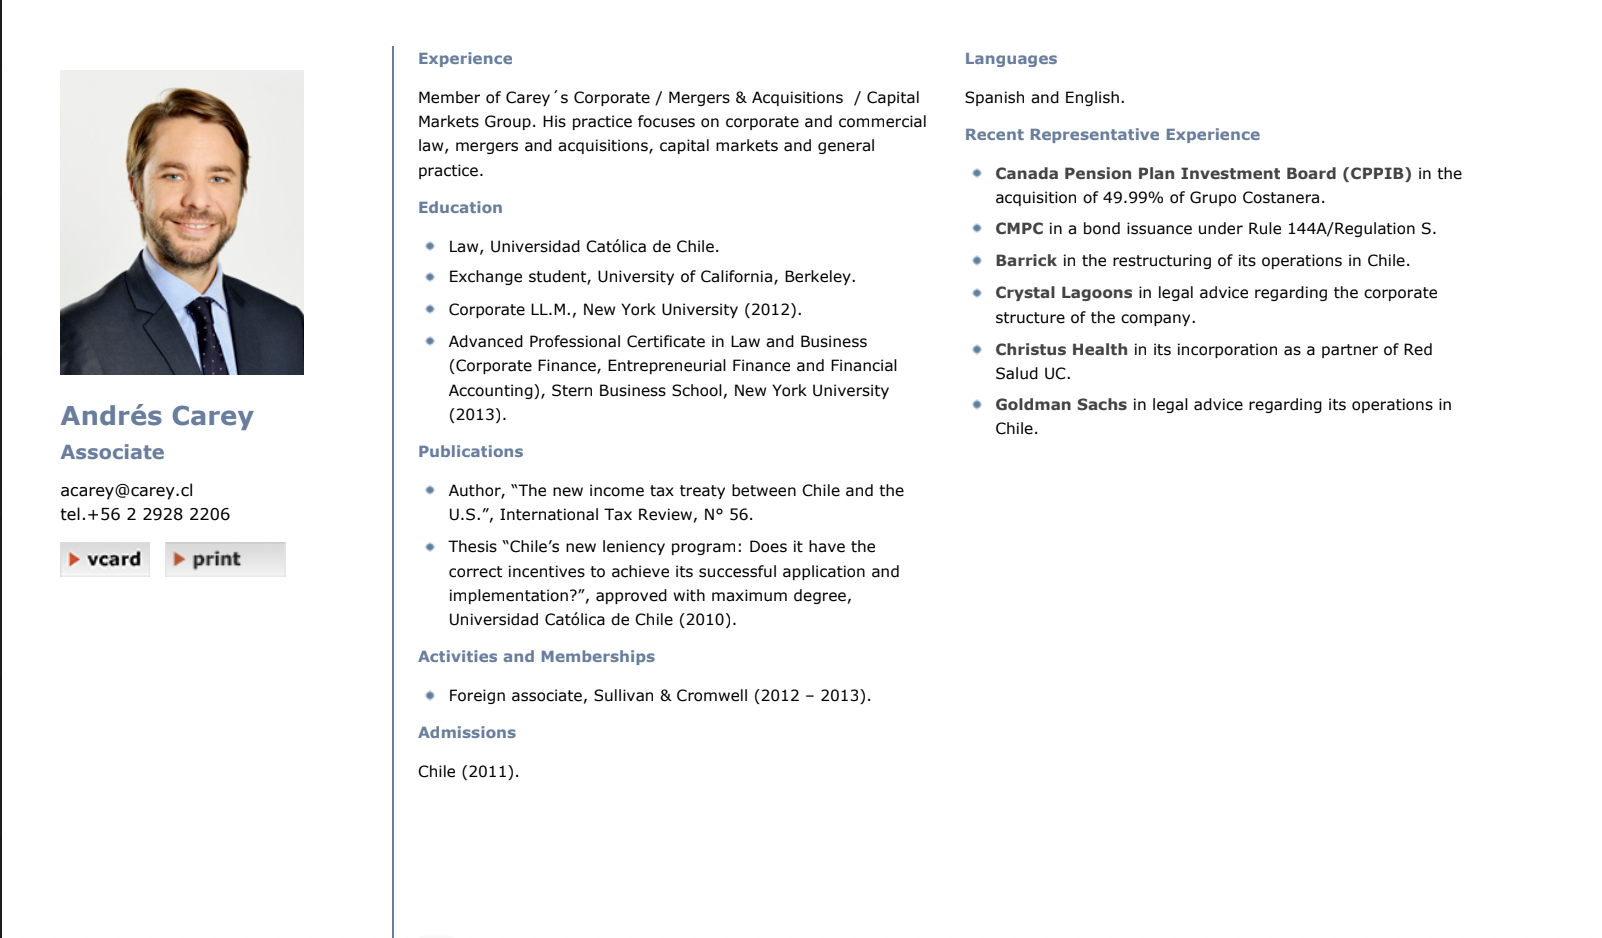 Andrés Carey
Associate
acarey@carey.cl
tel.+56 2 2928 2206
vcard
print
Experience
Member of Carey´s Corporate / Mergers & Acquisitions  / Capital
Markets Group. His practice focuses on corporate and commercial
law, mergers and acquisitions, capital markets and general
practice.
Education
Law, Universidad Católica de Chile.
Exchange student, University of California, Berkeley.
Corporate LL.M., New York University (2012).
Advanced Professional Certificate in Law and Business
(Corporate Finance, Entrepreneurial Finance and Financial
Accounting), Stern Business School, New York University
(2013).
Publications
Author, “The new income tax treaty between Chile and the
U.S.”, International Tax Review, N° 56.
Thesis “Chile’s new leniency program: Does it have the
correct incentives to achieve its successful application and
implementation?”, approved with maximum degree,
Universidad Católica de Chile (2010).
Activities and Memberships
Foreign associate, Sullivan & Cromwell (2012 – 2013).
Admissions
Chile (2011).
Languages
Spanish and English.
Recent Representative Experience
Canada Pension Plan Investment Board (CPPIB) in the
acquisition of 49.99% of Grupo Costanera.
CMPC in a bond issuance under Rule 144A/Regulation S.
Barrick in the restructuring of its operations in Chile.
Crystal Lagoons in legal advice regarding the corporate
structure of the company.
Christus Health in its incorporation as a partner of Red
Salud UC.
Goldman Sachs in legal advice regarding its operations in
Chile.